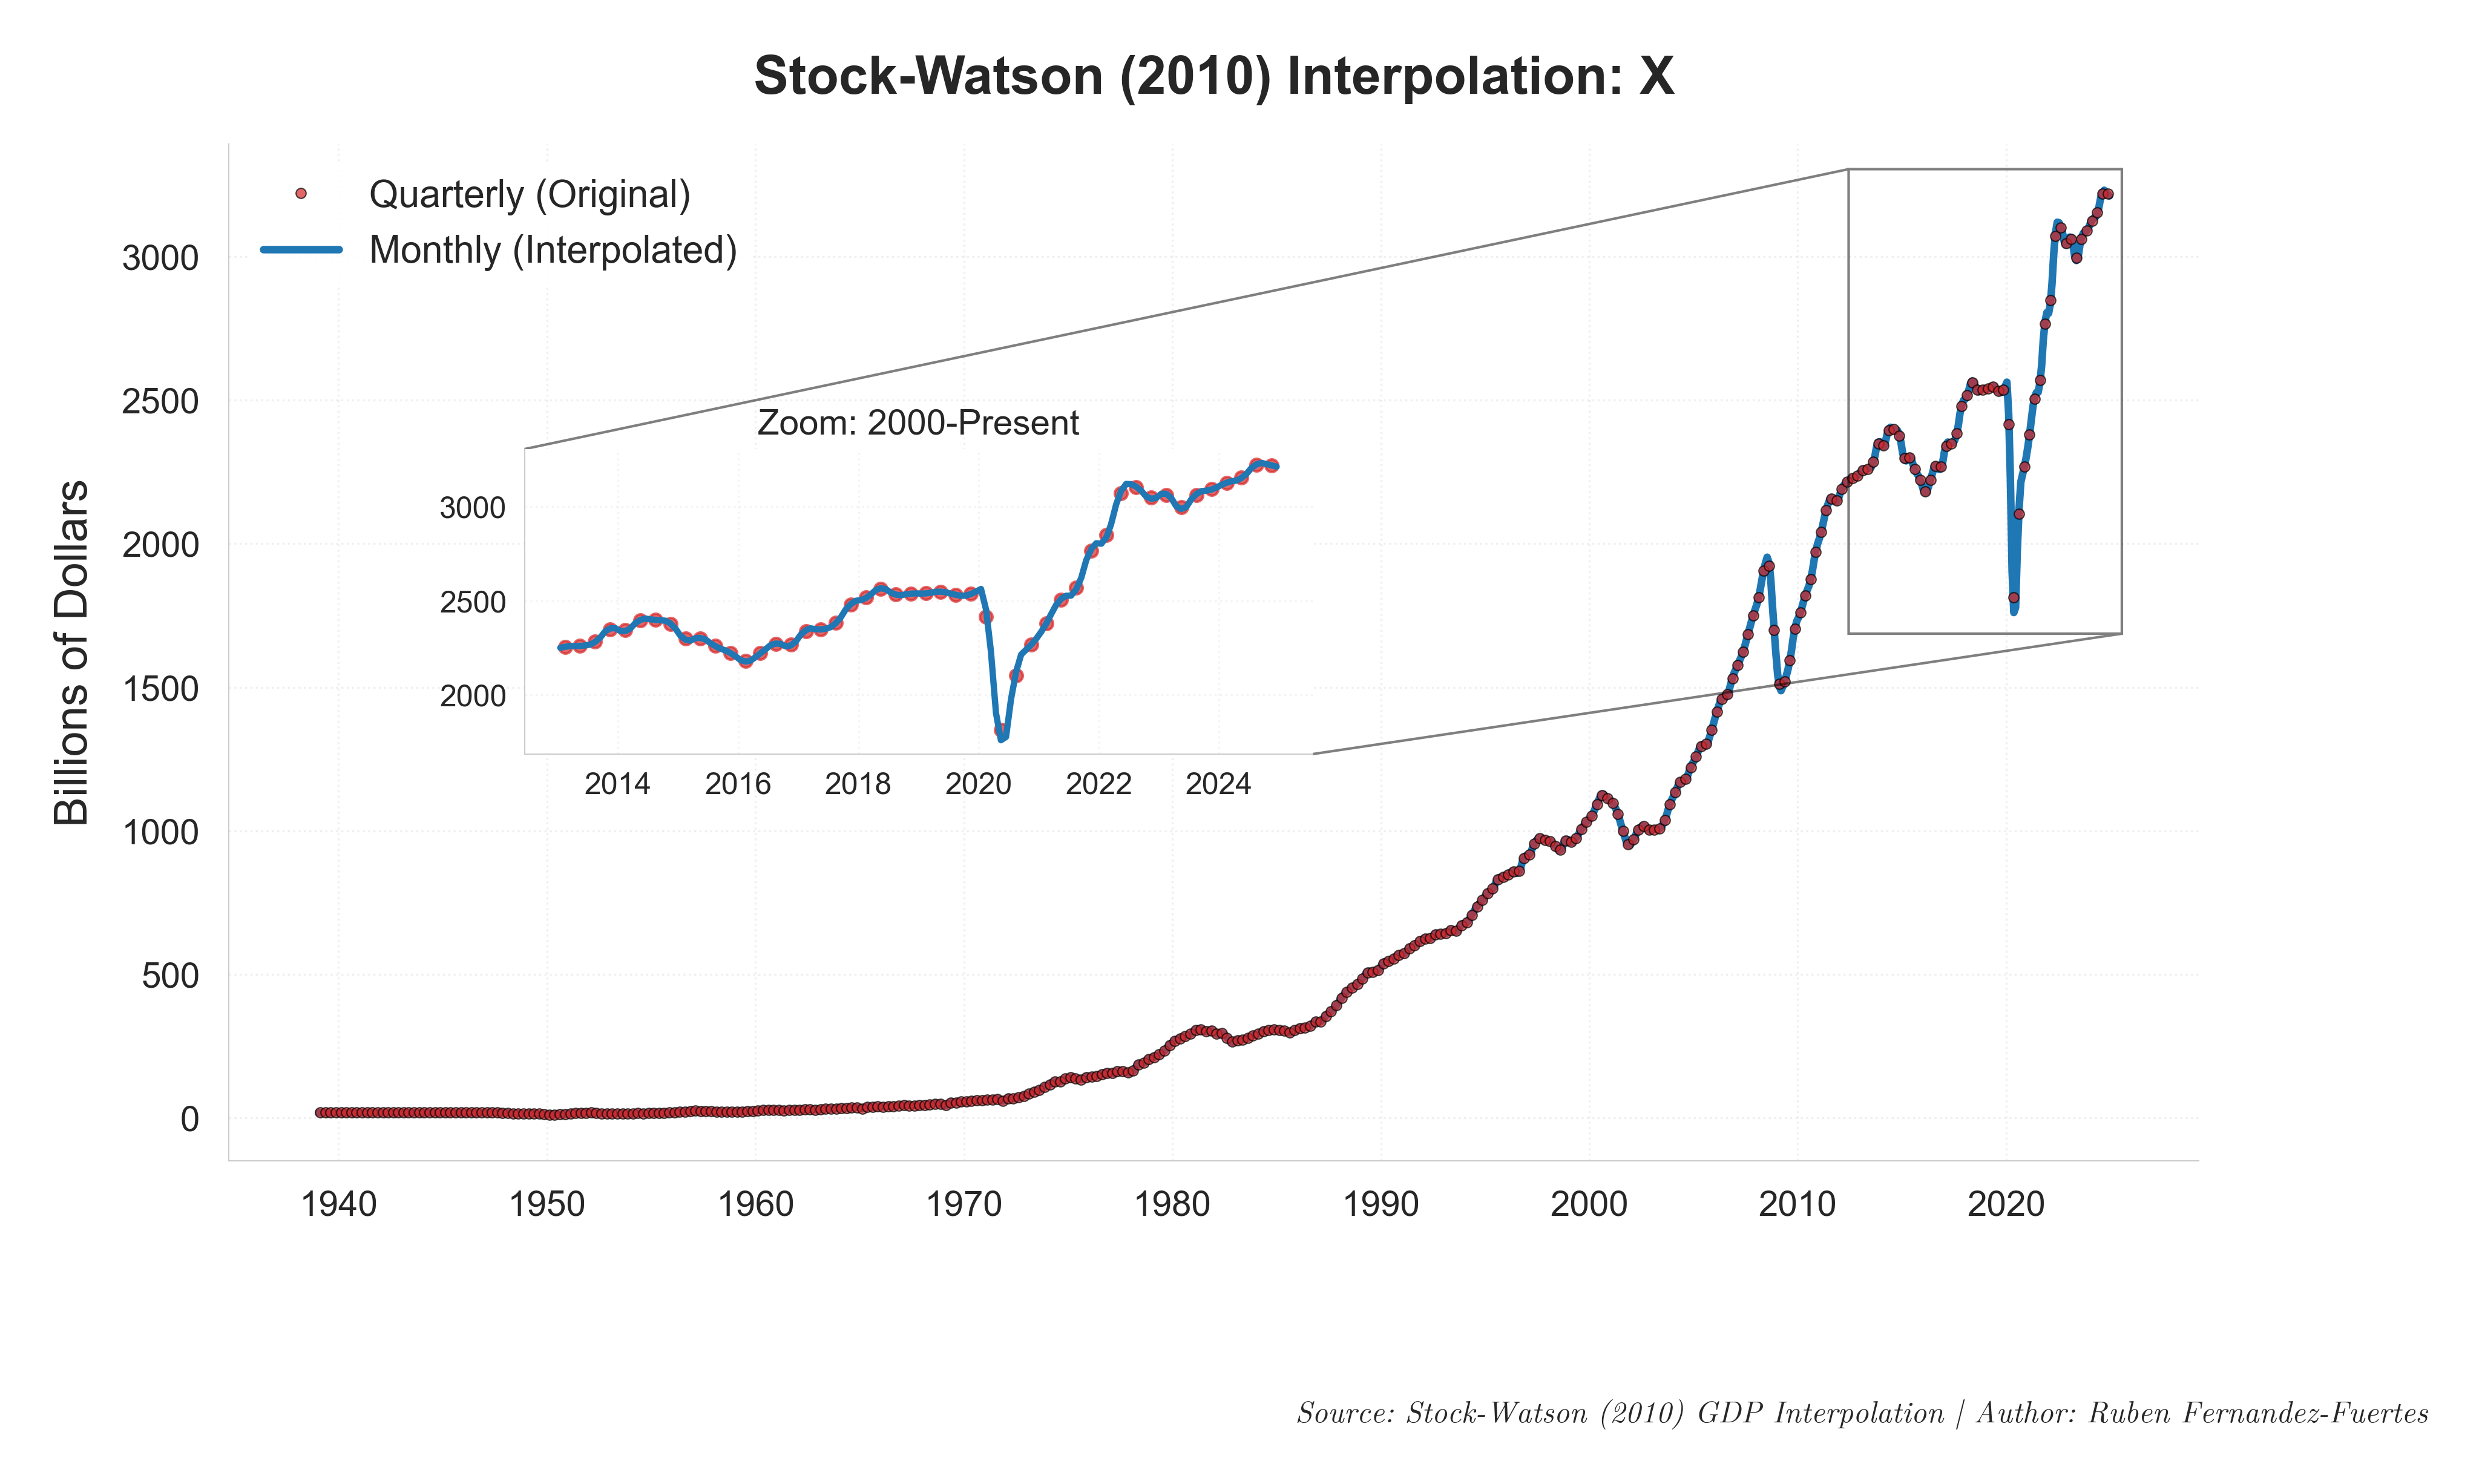 Stock-Watson (2010) Interpolation: X
Quarterly (Original)
Monthly (Interpolated)
Billions of Dollars
3000
2500
2000
1500
1000
500
0
Zoom: 2000-Present
3000
2500
2000
2014 2016 2018 2020 2022 2024
1940 1950 1960 1970 1980 1990 2000 2010 2020
Source: Stock-Watson (2010) GDP Interpolation | Author: Ruben Fernandez-Fuertes